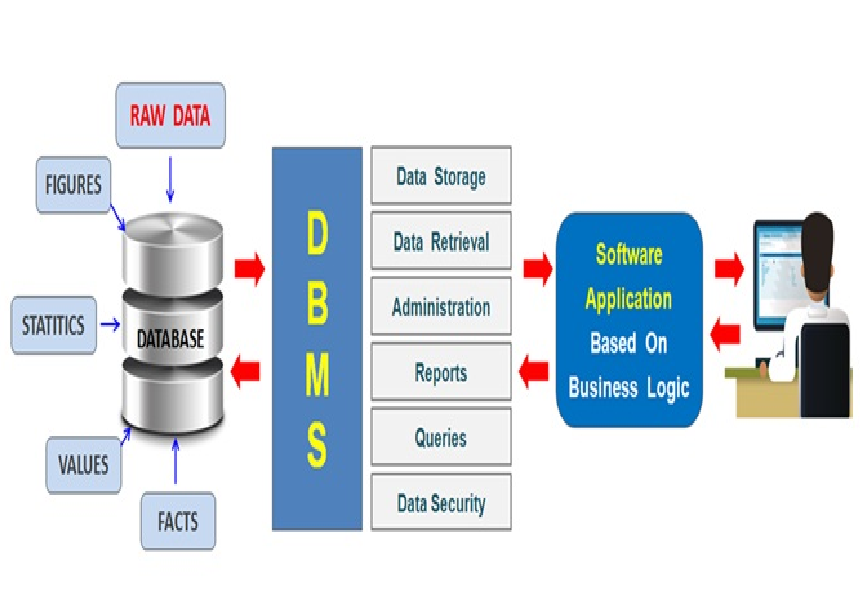 RAW DATA
FIGURES
STATITICS
DATABASE
VALUES
FACTS
D
B
M
S
Data Storage
Data Retrieval
Administration
Reports
Queries
Data Security
Software
Application
Based On
Business Logic